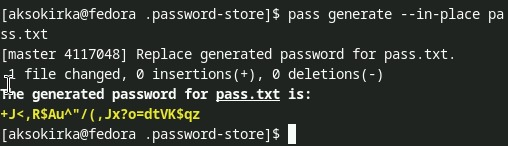 [aksokirka@fedora .password-store]$ pass generate --in-place pa
ss.txt
[master 4117048] Replace generated password for pass.txt.
1 file changed, 0 insertions(+), 0 deletions(-)
The generated password for pass.txt is:
+J<,R$Au^"/(,Jx?o=dtVK$qz
[aksokirka@fedora .password-store]$